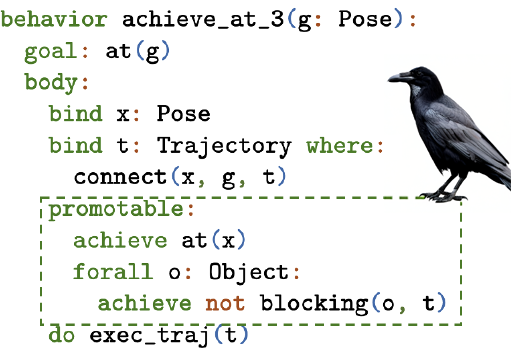 behavior achieve_at_3(g: Pose):
goal: at(g)
body:
bind x: Pose
bind t: Trajectory where:
connect(x, g, t)
promotable:
achieve at(x)
forall o: Object:
achieve not blocking(o, t)
do exec_traj(t)